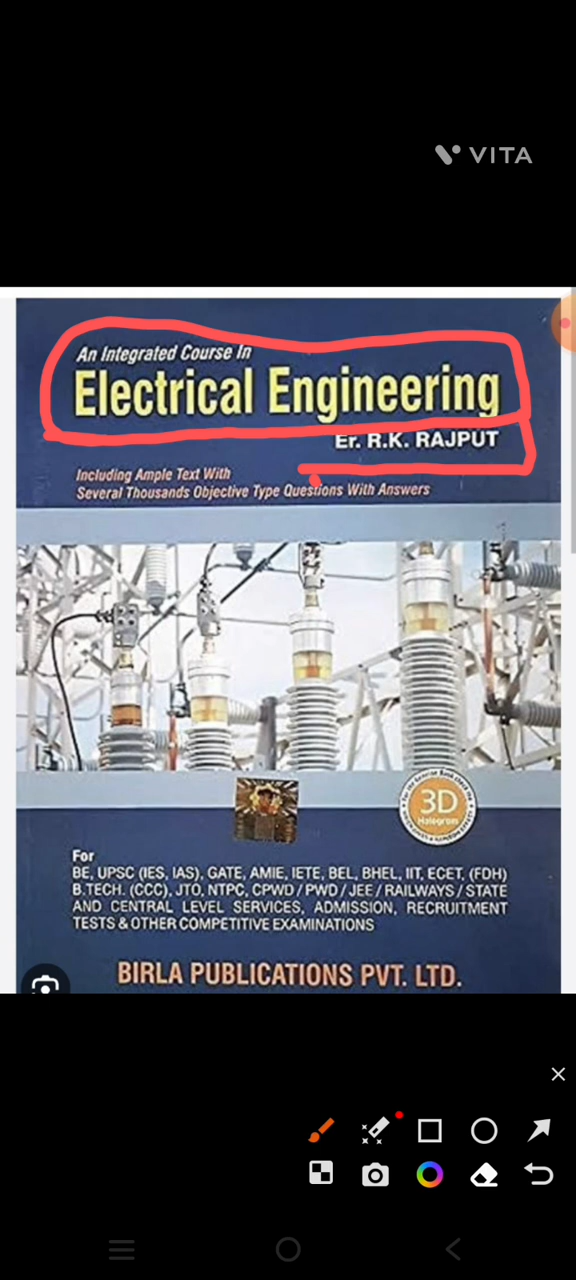 VITA
An Integrated Course In
Electrical Engineering
Er. R.K. RAJPUT
Including Ample Text With
Several Thousands Objective Type Questions With Answers
3D
Hologram
For
BE, UPSC (IES, IAS), GATE, AMIE, IETE, BEL, BHEL, IIT, ECET, (FDH)
B.TECH. (CCC), JTO, NTPC, CPWD / PWD / JEE / RAILWAYS / STATE
AND CENTRAL LEVEL SERVICES, ADMISSION, RECRUITMENT
TESTS & OTHER COMPETITIVE EXAMINATIONS
BIRLA PUBLICATIONS PVT. LTD.